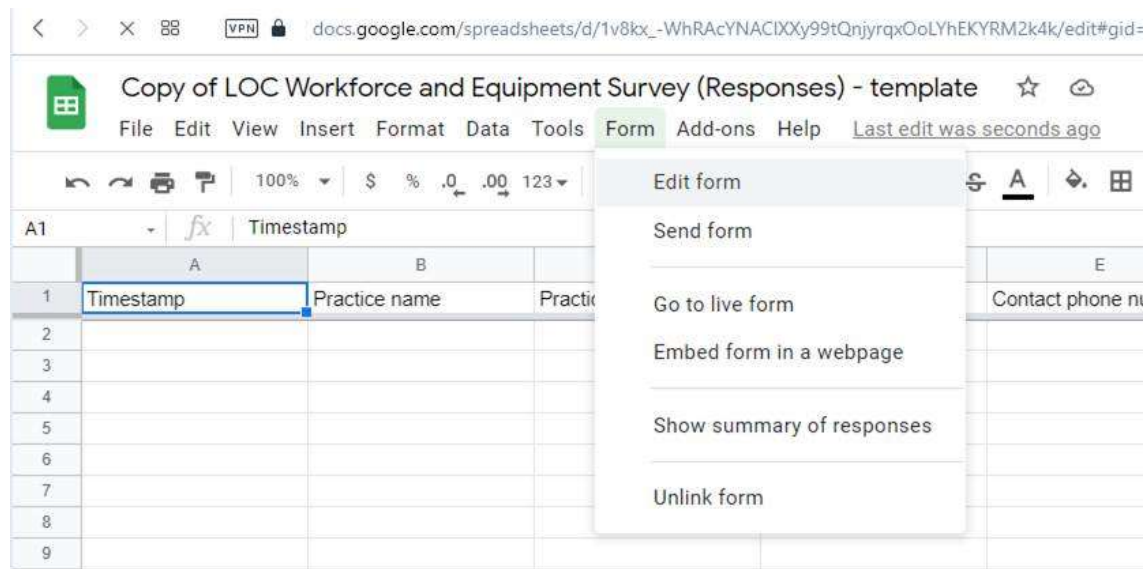 VPN docs.google.com/spreadsheets/d/1v8kx_-WhRAcYNAClXXy99tQnjyrqxOoLYhEKYRM2k4k/edit#gid=
Copy of LOC Workforce and Equipment Survey (Responses) - template
File Edit View Insert Format Data Tools Form Add-ons Help Last edit was seconds ago
100% $ % .0 .00 123 Edit form S A
A1 fx Timestamp Send form
A B E
1 Timestamp Practice name Practic Go to live form Contact phone nu
2
Embed form in a webpage
3
4
5 Show summary of responses
6
7 Unlink form
8
9